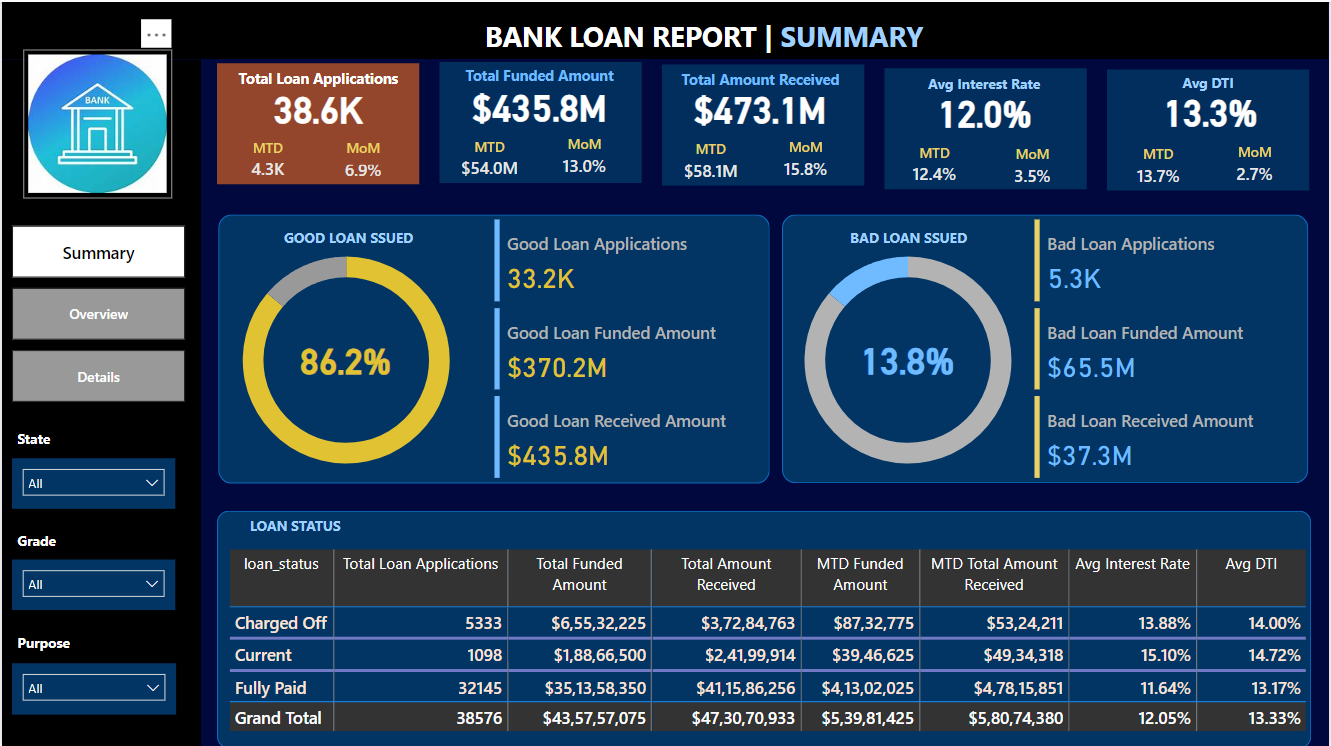 ...
BANK LOAN REPORT | SUMMARY
BANK
Total Loan Applications
38.6K
MTD MoM
4.3K 6.9%
Total Funded Amount
$435.8M
MTD MoM
$54.0M 13.0%
Total Amount Received
$473.1M
MTD MoM
$58.1M 15.8%
Avg Interest Rate
12.0%
MTD MoM
12.4% 3.5%
Avg DTI
13.3%
MTD MoM
13.7% 2.7%
Summary
Overview
Details
State
All
Grade
All
Purpose
All
GOOD LOAN SSUED
86.2%
Good Loan Applications
33.2K
Good Loan Funded Amount
$370.2M
Good Loan Received Amount
$435.8M
BAD LOAN SSUED
13.8%
Bad Loan Applications
5.3K
Bad Loan Funded Amount
$65.5M
Bad Loan Received Amount
$37.3M
LOAN STATUS
loan_status Total Loan Applications Total Funded Amount Total Amount Received MTD Funded Amount MTD Total Amount Received Avg Interest Rate Avg DTI
Charged Off 5333 $6,55,32,225 $3,72,84,763 $87,32,775 $53,24,211 13.88% 14.00%
Current 1098 $1,88,66,500 $2,41,99,914 $39,46,625 $49,34,318 15.10% 14.72%
Fully Paid 32145 $35,13,58,350 $41,15,86,256 $4,13,02,025 $4,78,15,851 11.64% 13.17%
Grand Total 38576 $43,57,57,075 $47,30,70,933 $5,39,81,425 $5,80,74,380 12.05% 13.33%